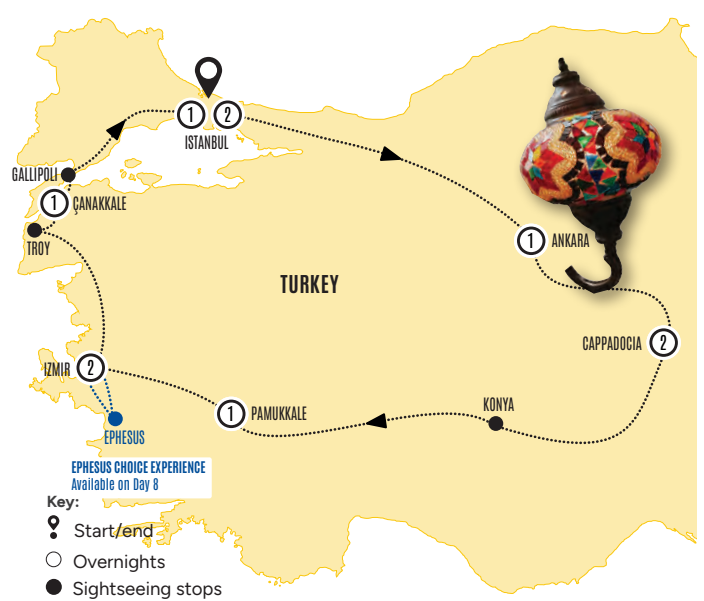 1
2
ISTANBUL
GALLIPOLI
1
ÇANAKKALE
TROY
1
ANKARA
TURKEY
2
CAPPADOCIA
IZMIR
2
1
PAMUKKALE
KONYA
EPHESUS
EPHESUS CHOICE EXPERIENCE
Available on Day 8
Key:
Start/end
Overnights
Sightseeing stops